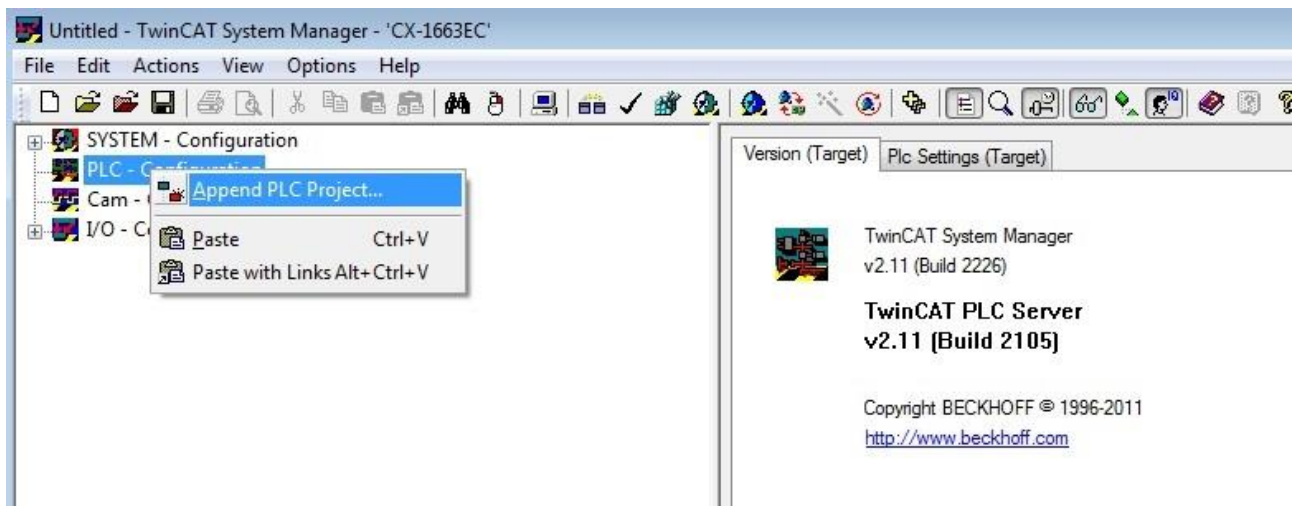 Untitled - TwinCAT System Manager - 'CX-1663EC'
File Edit Actions View Options Help
SYSTEM - Configuration
PLC - Configuration
Cam -
I/O - C
Append PLC Project...
Paste Ctrl+V
Paste with Links Alt+Ctrl+V
Version (Target) Plc Settings (Target)
TwinCAT System Manager
v2.11 (Build 2226)
TwinCAT PLC Server
v2.11 (Build 2105)
Copyright BECKHOFF © 1996-2011
http://www.beckhoff.com